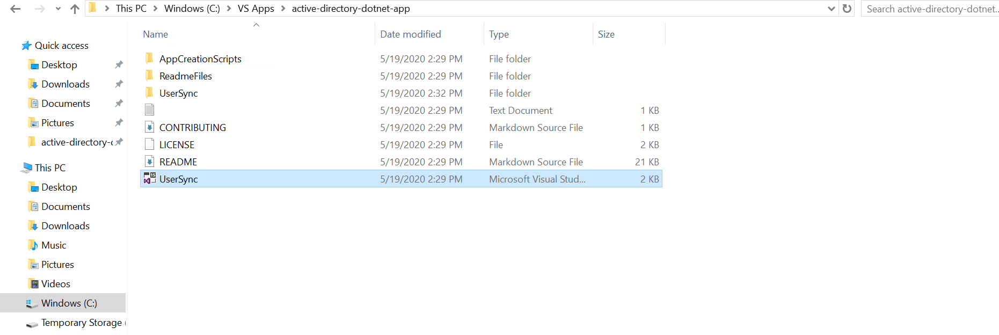 This PC > Windows (C:) > VS Apps > active-directory-dotnet-app
Search active-directory-dotnet...
Name Date modified Type Size
Quick access
Desktop
Downloads
Documents
Pictures
active-directory-
This PC
Desktop
Documents
Downloads
Music
Pictures
Videos
Windows (C:)
Temporary Storage
AppCreationScripts 5/19/2020 2:29 PM File folder
ReadmeFiles 5/19/2020 2:29 PM File folder
UserSync 5/19/2020 2:32 PM File folder
5/19/2020 2:29 PM Text Document 1 KB
CONTRIBUTING 5/19/2020 2:29 PM Markdown Source File 1 KB
LICENSE 5/19/2020 2:29 PM File 2 KB
README 5/19/2020 2:29 PM Markdown Source File 21 KB
15
UserSync 5/19/2020 2:29 PM Microsoft Visual Stud... 2 KB